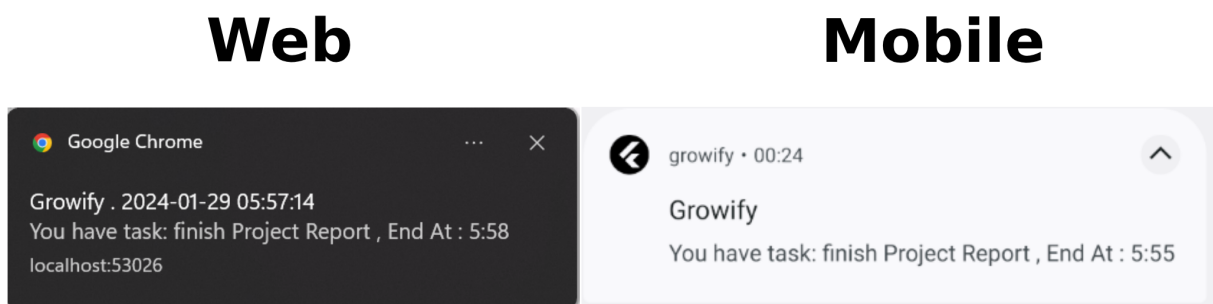 Web
Mobile
Google Chrome
Growify . 2024-01-29 05:57:14
You have task: finish Project Report , End At : 5:58
localhost:53026
growify • 00:24
Growify
You have task: finish Project Report , End At : 5:55